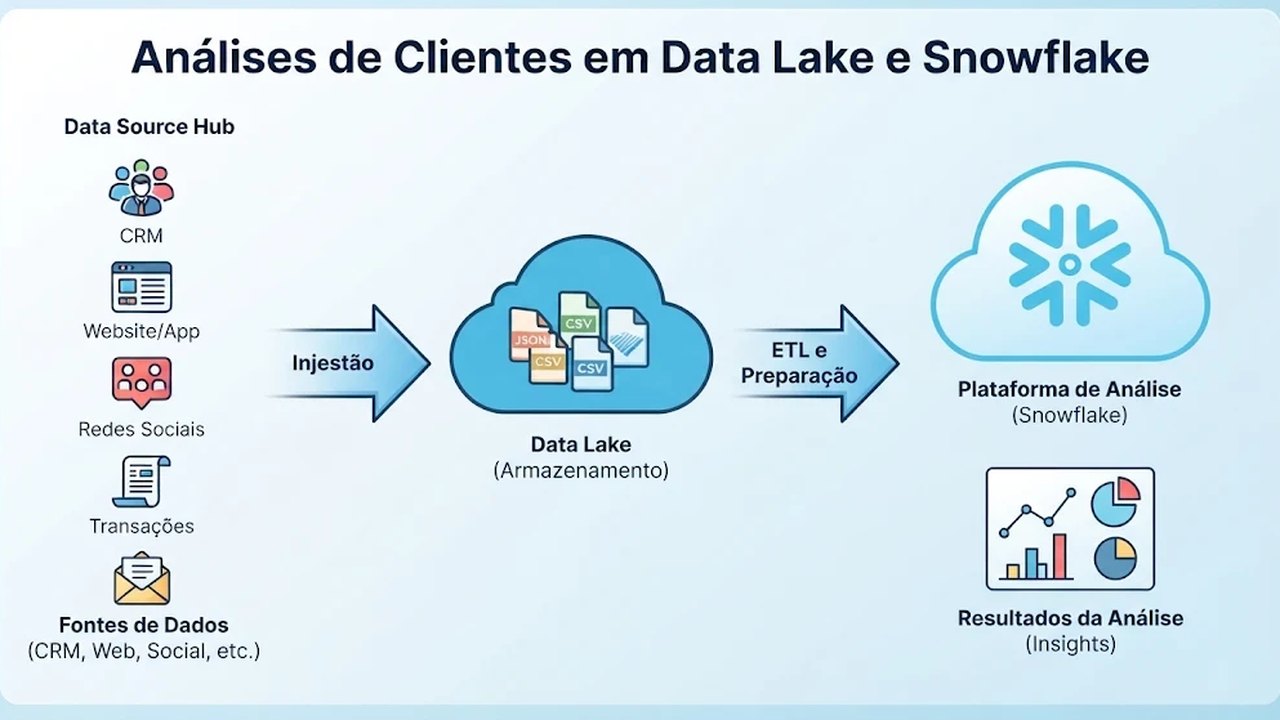 Análises de Clientes em Data Lake e Snowflake
Data Source Hub
CRM
Website/App
Redes Sociais
Transações
Fontes de Dados
(CRM, Web, Social, etc.)
Injestão
JSON
CSV
CSV
CSV
Data Lake
(Armazenamento)
ETL e
Preparação
Plataforma de Análise
(Snowflake)
Resultados da Análise
(Insights)